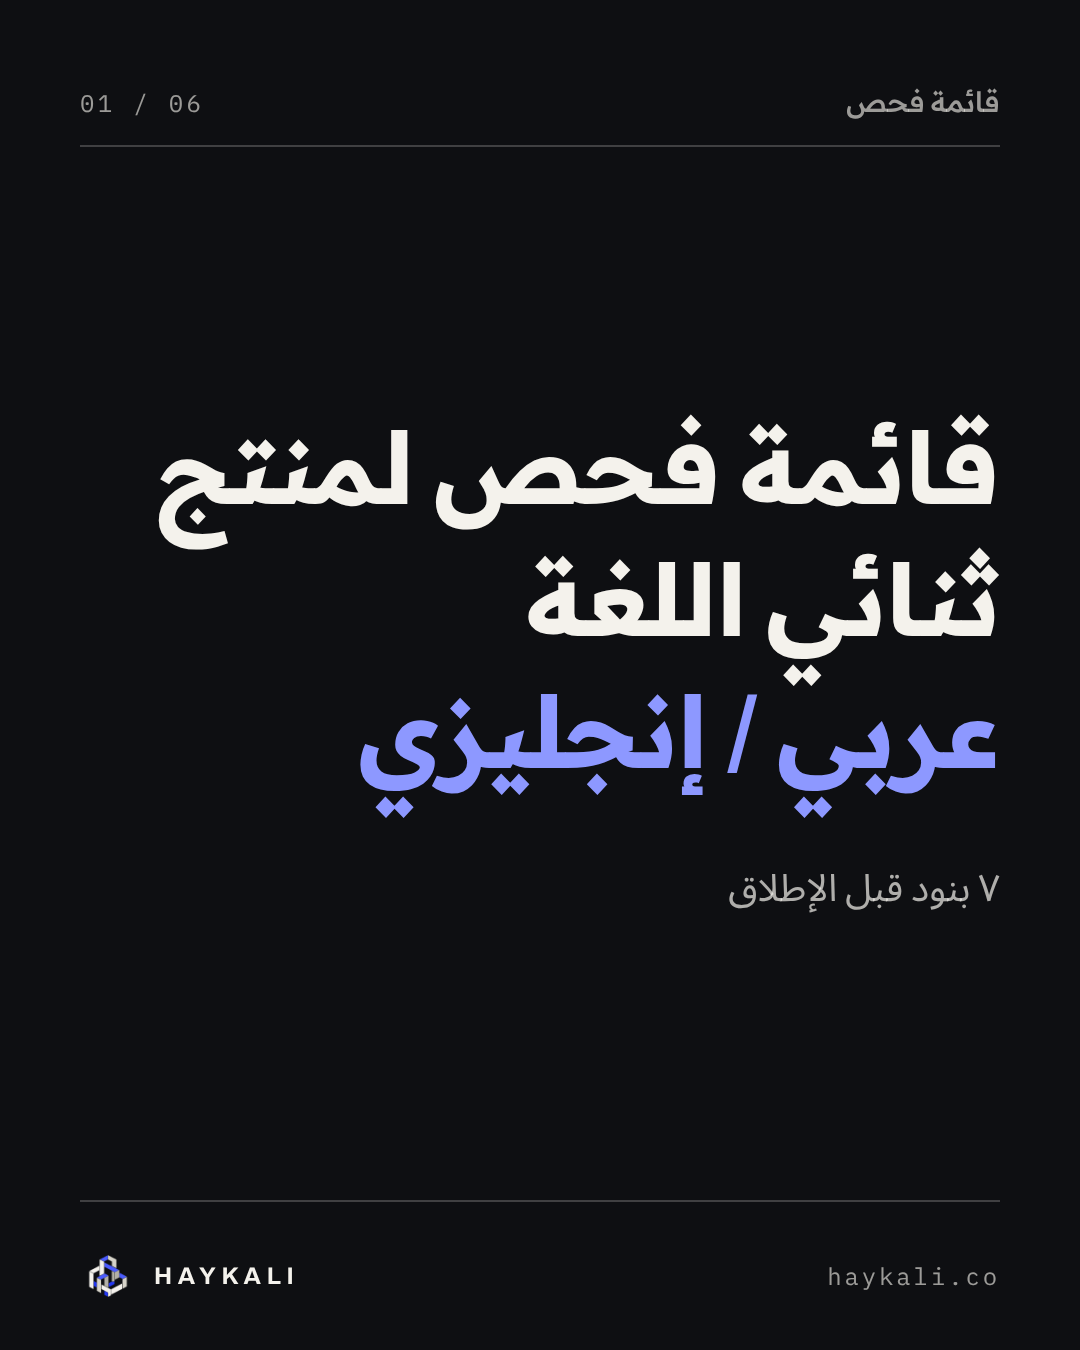 قائمة فحص
01 / 06
قائمة فحص لمنتج
ثنائي اللغة
عربي / إنجليزي
٧ بنود قبل الإطلاق
HAYKALI
haykali.co